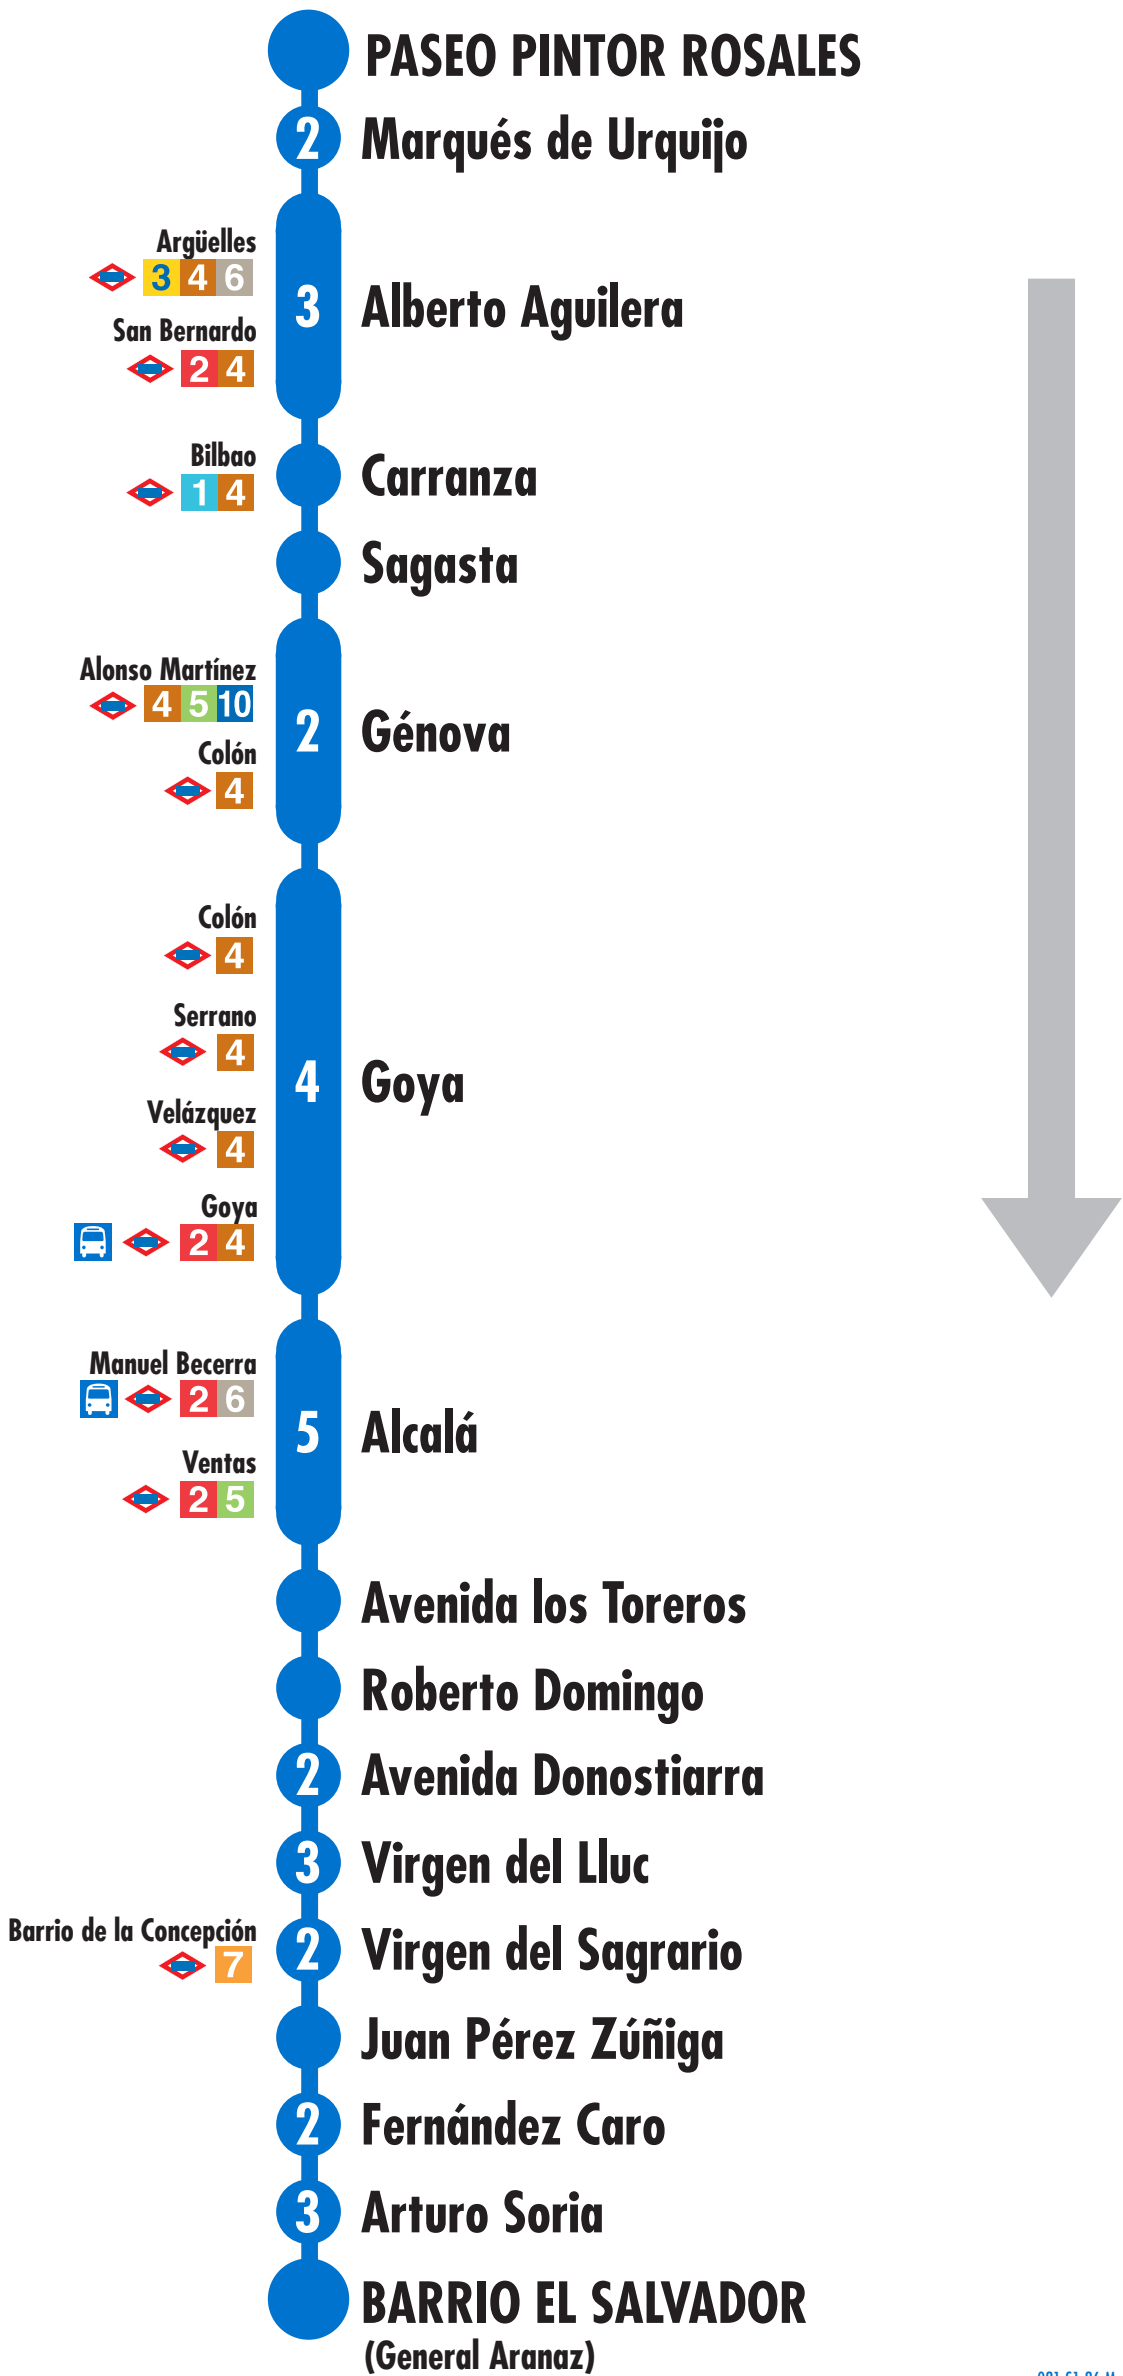 PASEO PINTOR ROSALES
2 Marqués de Urquijo
Argüelles
3 4 6
3 Alberto Aguilera
San Bernardo
2 4
Bilbao
1 4
Carranza
Sagasta
Alonso Martínez
4 5 10
2 Génova
Colón
4
Colón
4
Serrano
4
4 Goya
Velázquez
4
Goya
2 4
Manuel Becerra
2 6
5 Alcalá
Ventas
2 5
Avenida los Toreros
Roberto Domingo
2 Avenida Donostiarra
3 Virgen del Lluc
Barrio de la Concepción
7
2 Virgen del Sagrario
Juan Pérez Zúñiga
2 Fernández Caro
3 Arturo Soria
BARRIO EL SALVADOR
(General Aranaz)